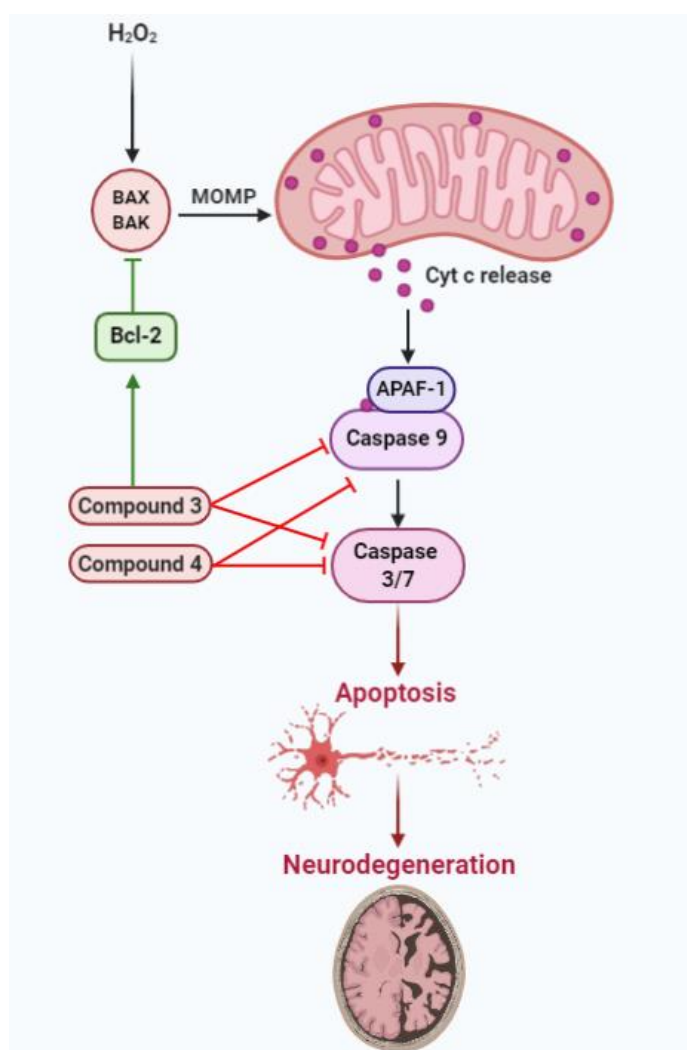 H₂O₂
BAX
BAK
MOMP
Cyt c release
Bcl-2
APAF-1
Caspase 9
Compound 3
Compound 4
Caspase
3/7
Apoptosis
Neurodegeneration